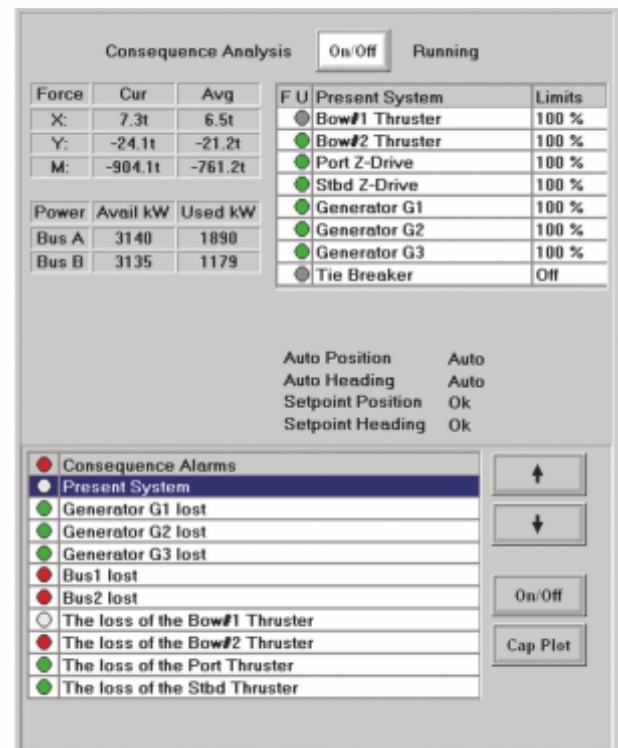 Consequence Analysis On/Off Running
Force Cur Avg
X: 7.3t 6.5t
Y: -24.1t -21.2t
M: -904.1t -761.2t
Power Avail kW Used kW
Bus A 3140 1890
Bus B 3135 1179
F U Present System Limits
Bow#1 Thruster 100 %
Bow#2 Thruster 100 %
Port Z-Drive 100 %
Stbd Z-Drive 100 %
Generator G1 100 %
Generator G2 100 %
Generator G3 100 %
Tie Breaker Off
Auto Position Auto
Auto Heading Auto
Setpoint Position Ok
Setpoint Heading Ok
Consequence Alarms
Present System
Generator G1 lost
Generator G2 lost
Generator G3 lost
Bus1 lost
Bus2 lost
The loss of the Bow#1 Thruster
The loss of the Bow#2 Thruster
The loss of the Port Thruster
The loss of the Stbd Thruster
On/Off
Cap Plot